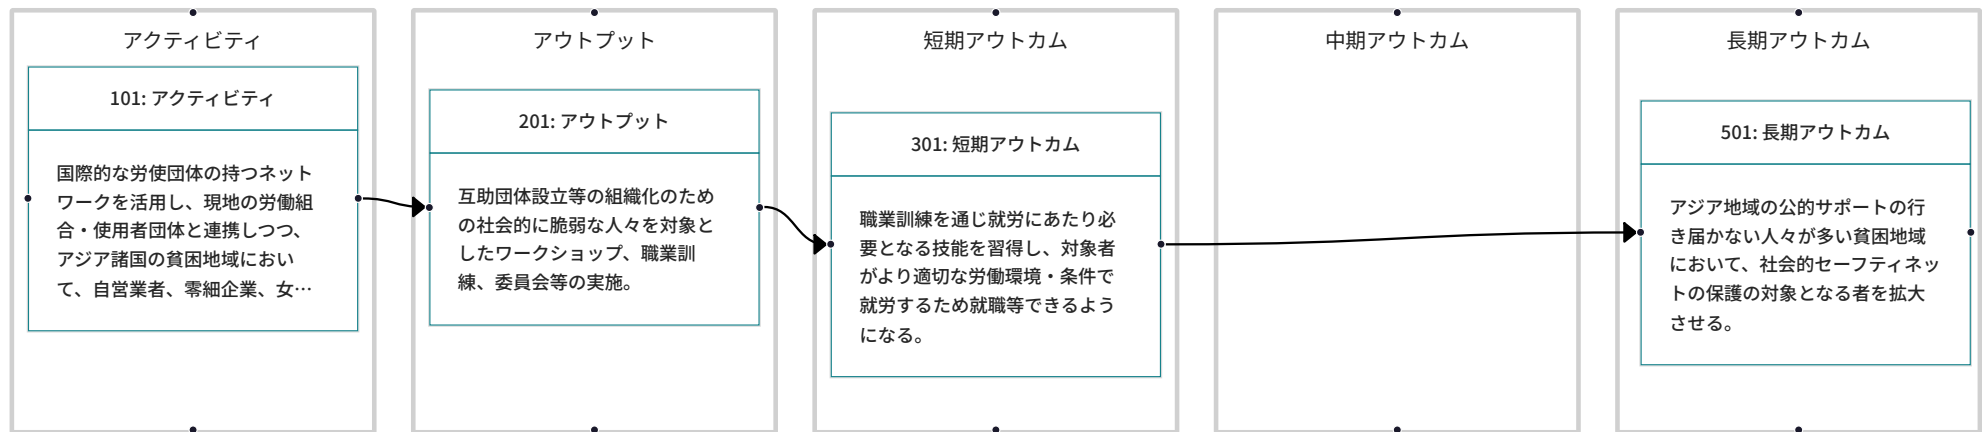 アクティビティ
101: アクティビティ
国際的な労使団体の持つネット
ワークを活用し、現地の労働組
合・使用者団体と連携しつつ、
アジア諸国の貧困地域におい
て、自営業者、零細企業、女…
アウトプット
201: アウトプット
互助団体設立等の組織化のため
の社会的に脆弱な人々を対象と
したワークショップ、職業訓
練、委員会等の実施。
短期アウトカム
301: 短期アウトカム
職業訓練を通じ就労にあたり必
要となる技能を習得し、対象者
がより適切な労働環境・条件で
就労するため就職等できるよう
になる。
中期アウトカム
長期アウトカム
501: 長期アウトカム
アジア地域の公的サポートの行
き届かない人々が多い貧困地域
において、社会的セーフティネッ
トの保護の対象となる者を拡大
させる。